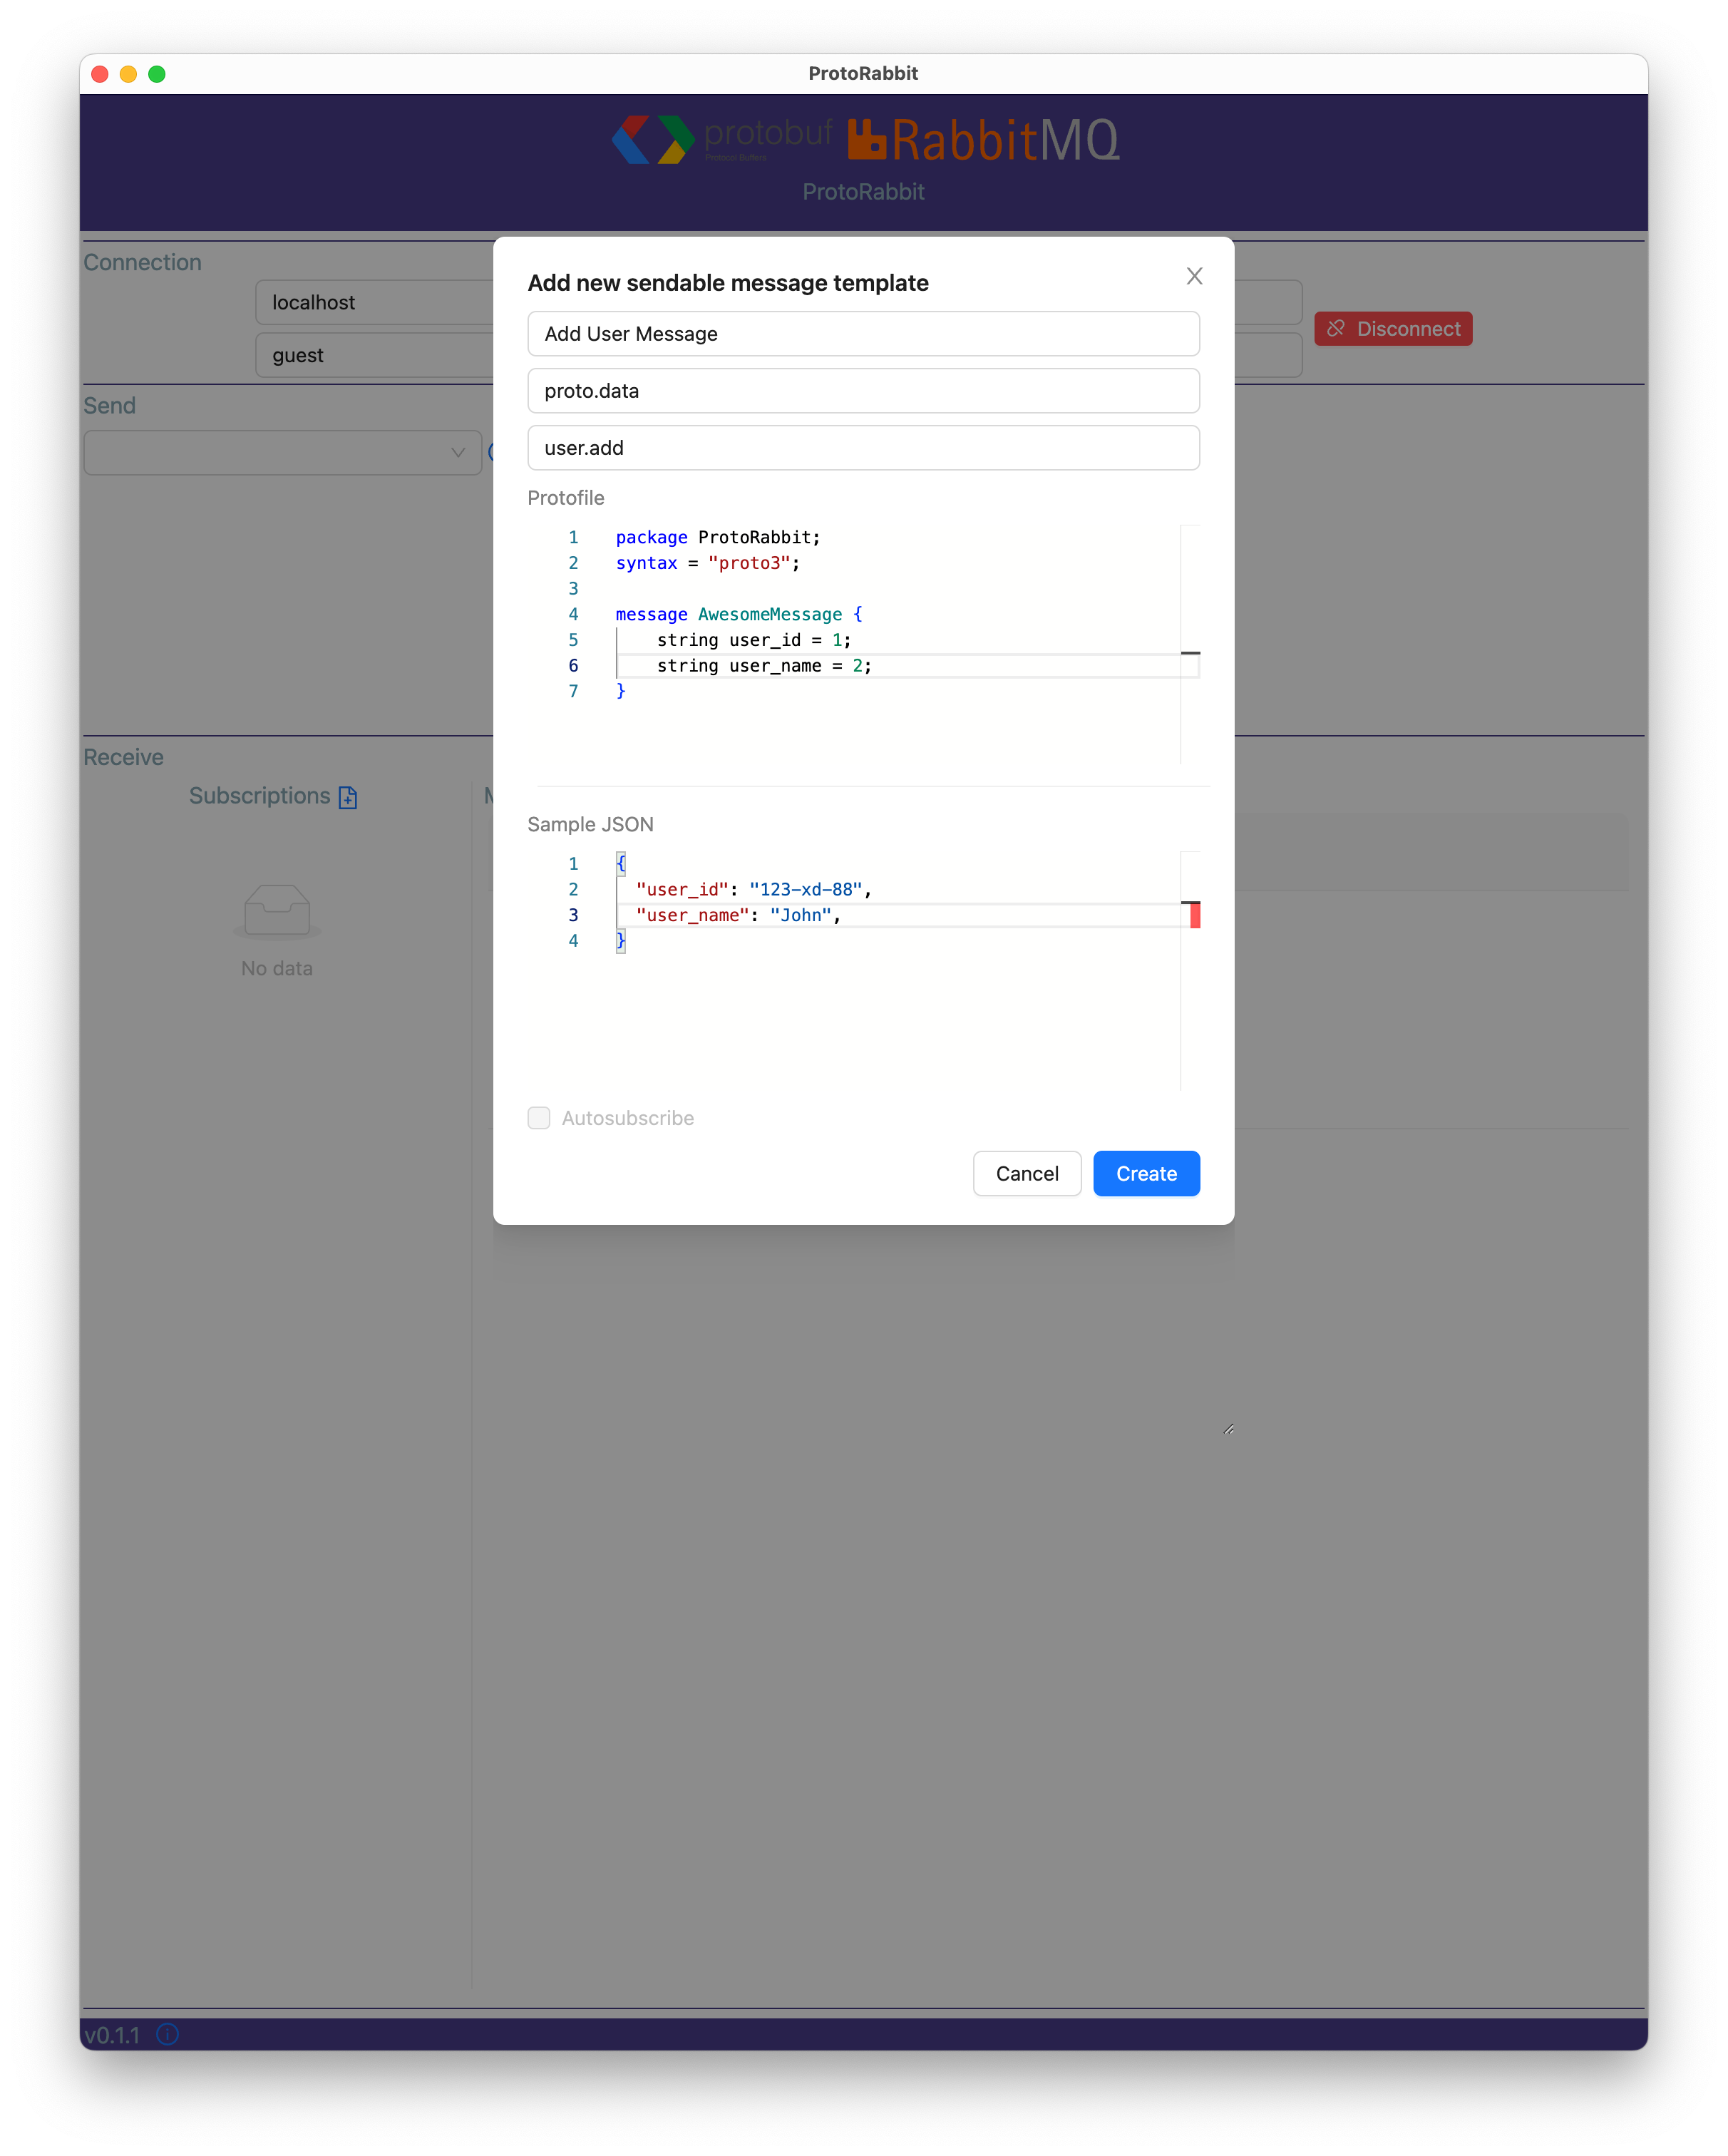 ProtoRabbit
protobuf
Protocol Buffers
RabbitMQ
ProtoRabbit
Connection
localhost
guest
Disconnect
Send
Receive
Subscriptions
No data
Add new sendable message template
Add User Message
proto.data
user.add
Protofile
1 package ProtoRabbit;
2 syntax = "proto3";
3
4 message AwesomeMessage {
5 string user_id = 1;
6 string user_name = 2;
7 }
Sample JSON
1 {
2 "user_id": "123-xd-88",
3 "user_name": "John",
4 }
Autosubscribe
Cancel
Create
v0.1.1